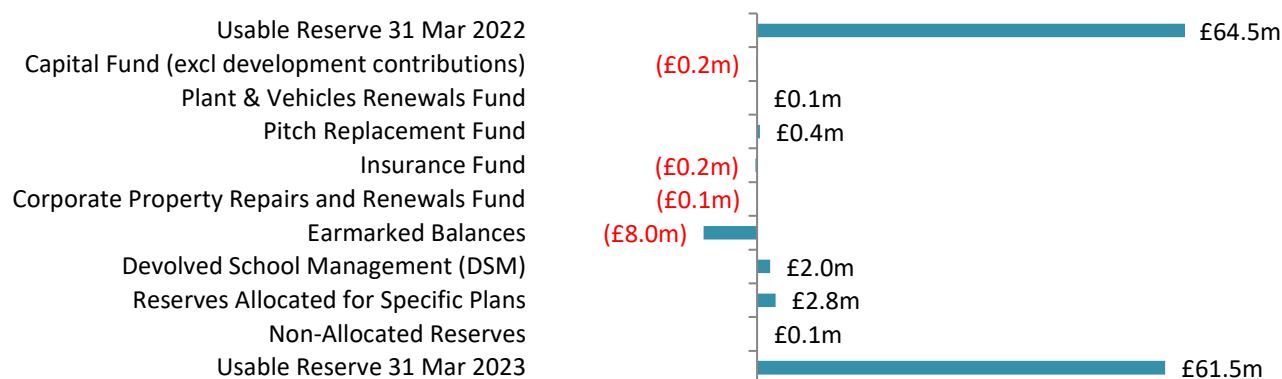 Usable Reserve 31 Mar 2022 £64.5m
Capital Fund (excl development contributions) (£0.2m)
Plant & Vehicles Renewals Fund £0.1m
Pitch Replacement Fund £0.4m
Insurance Fund (£0.2m)
Corporate Property Repairs and Renewals Fund (£0.1m)
Earmarked Balances (£8.0m)
Devolved School Management (DSM) £2.0m
Reserves Allocated for Specific Plans £2.8m
Non-Allocated Reserves £0.1m
Usable Reserve 31 Mar 2023 £61.5m